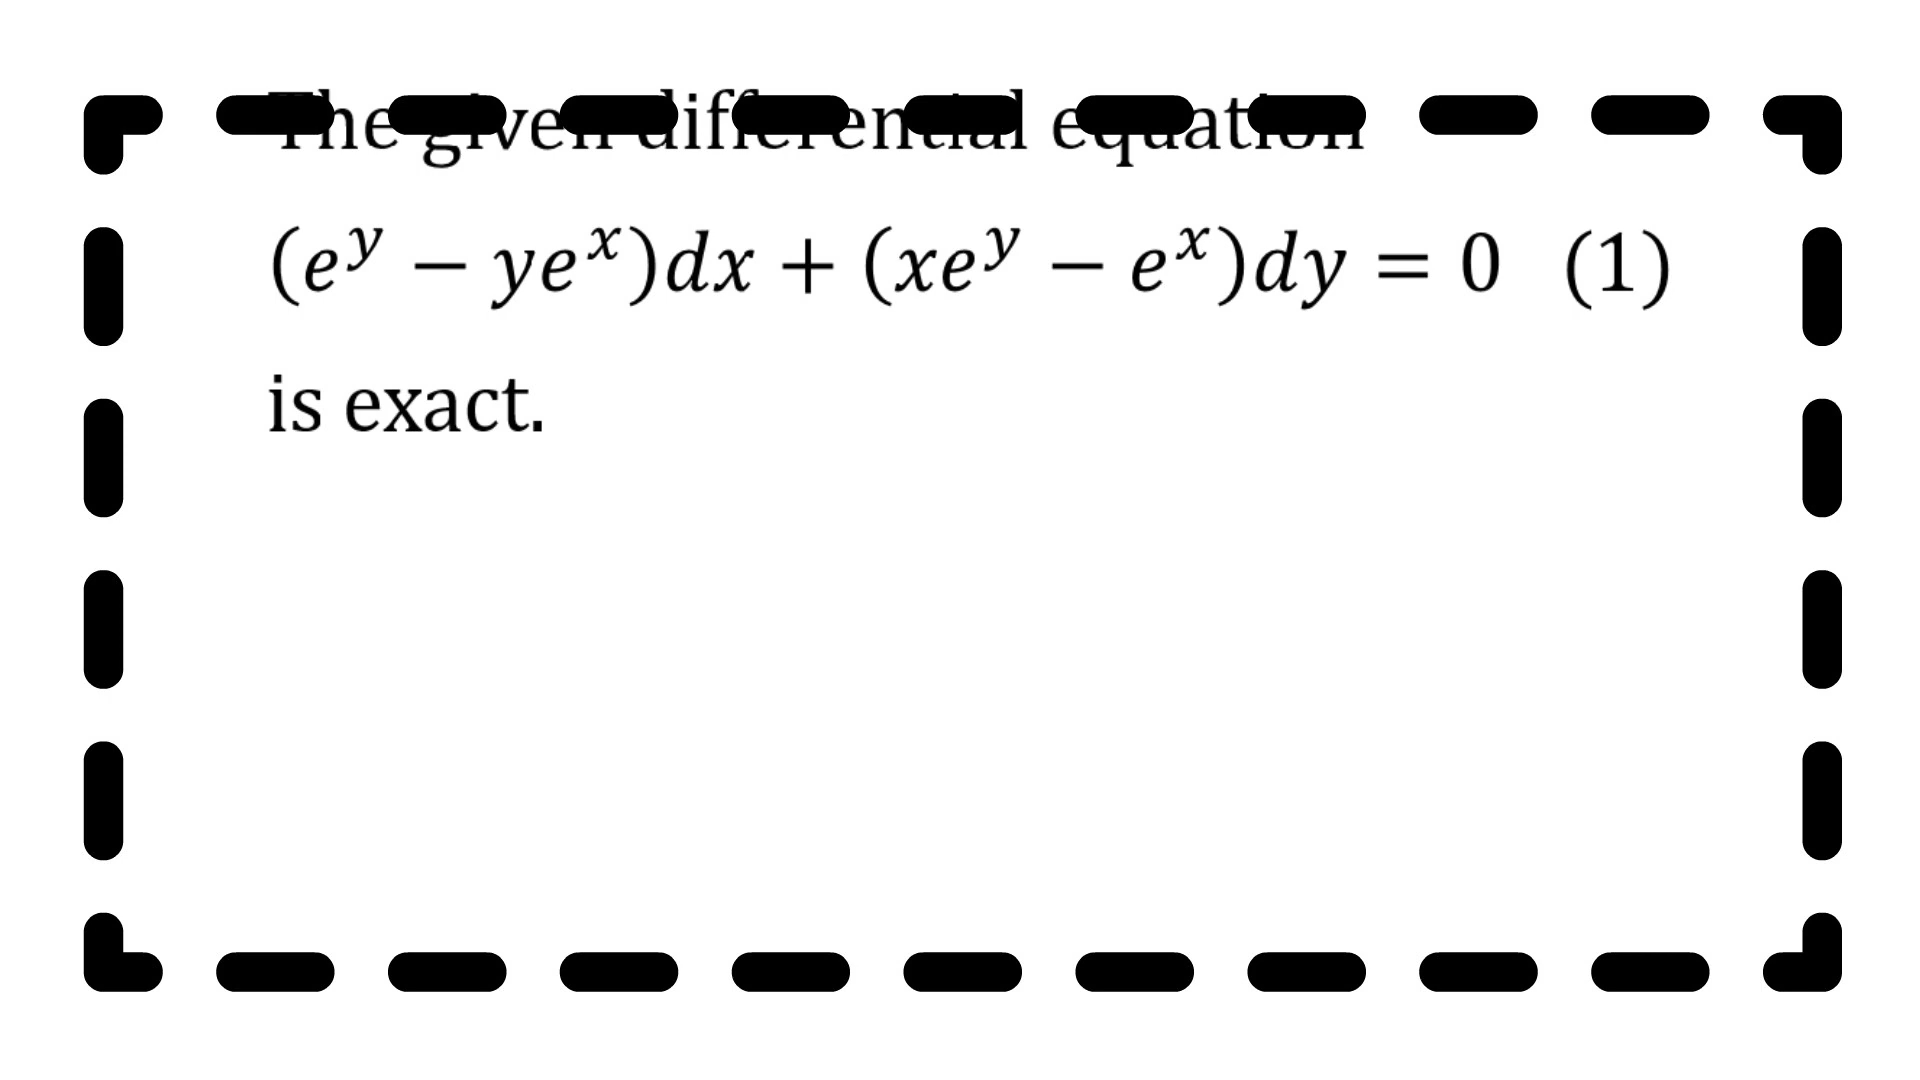 The given differential equation
(e^y − ye^x)dx + (xe^y − e^x)dy = 0 (1)
is exact.